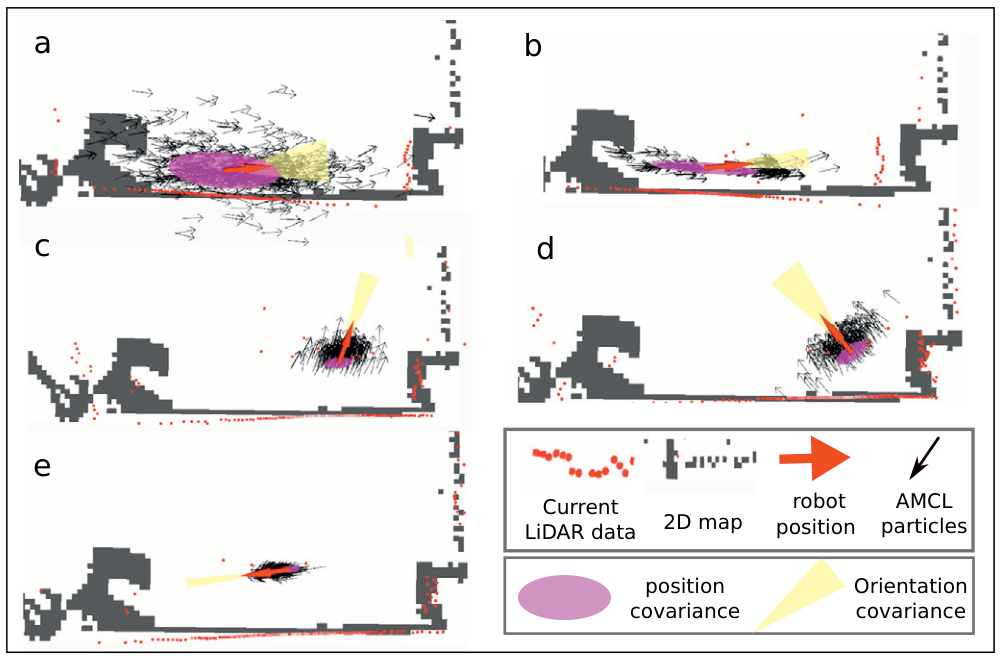 a
b
c
d
e
Current
LiDAR data
2D map
robot
position
AMCL
particles
position
covariance
Orientation
covariance